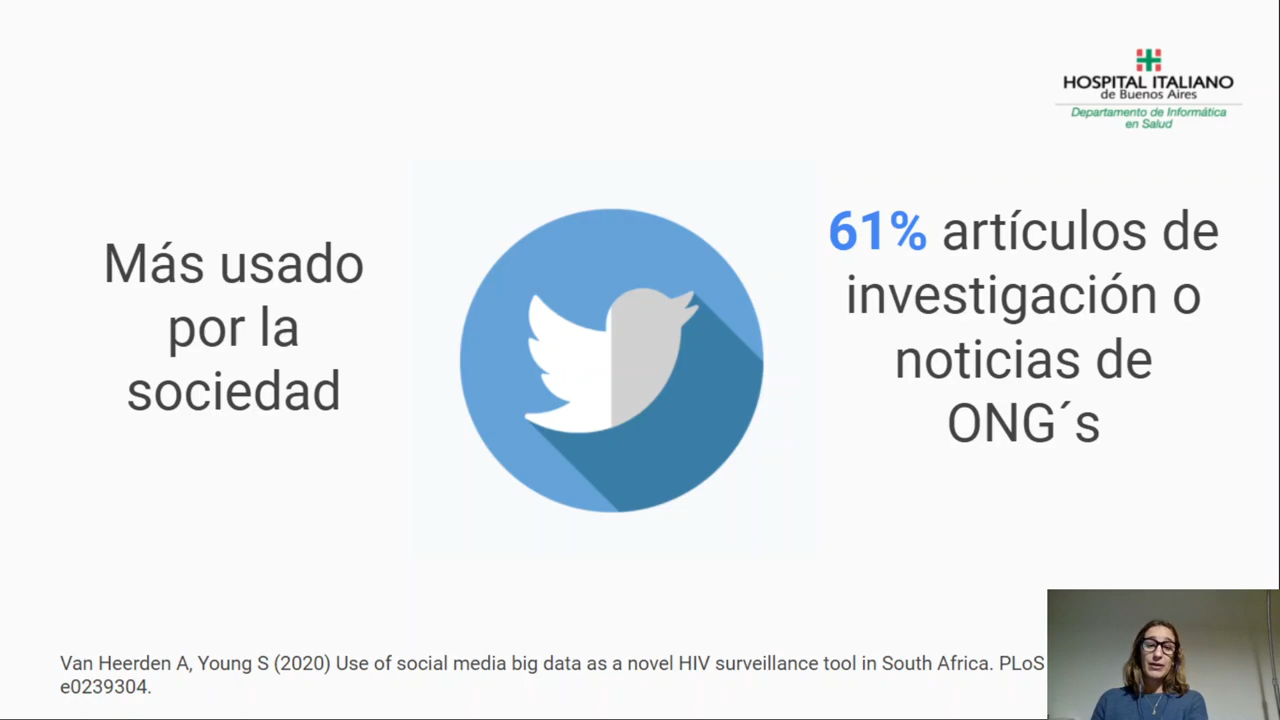 HOSPITAL ITALIANO
de Buenos Aires
Departamento de Informática
en Salud
Más usado
por la
sociedad
61% artículos de
investigación o
noticias de
ONG´s
Van Heerden A, Young S (2020) Use of social media big data as a novel HIV surveillance tool in South Africa. PLoS
e0239304.